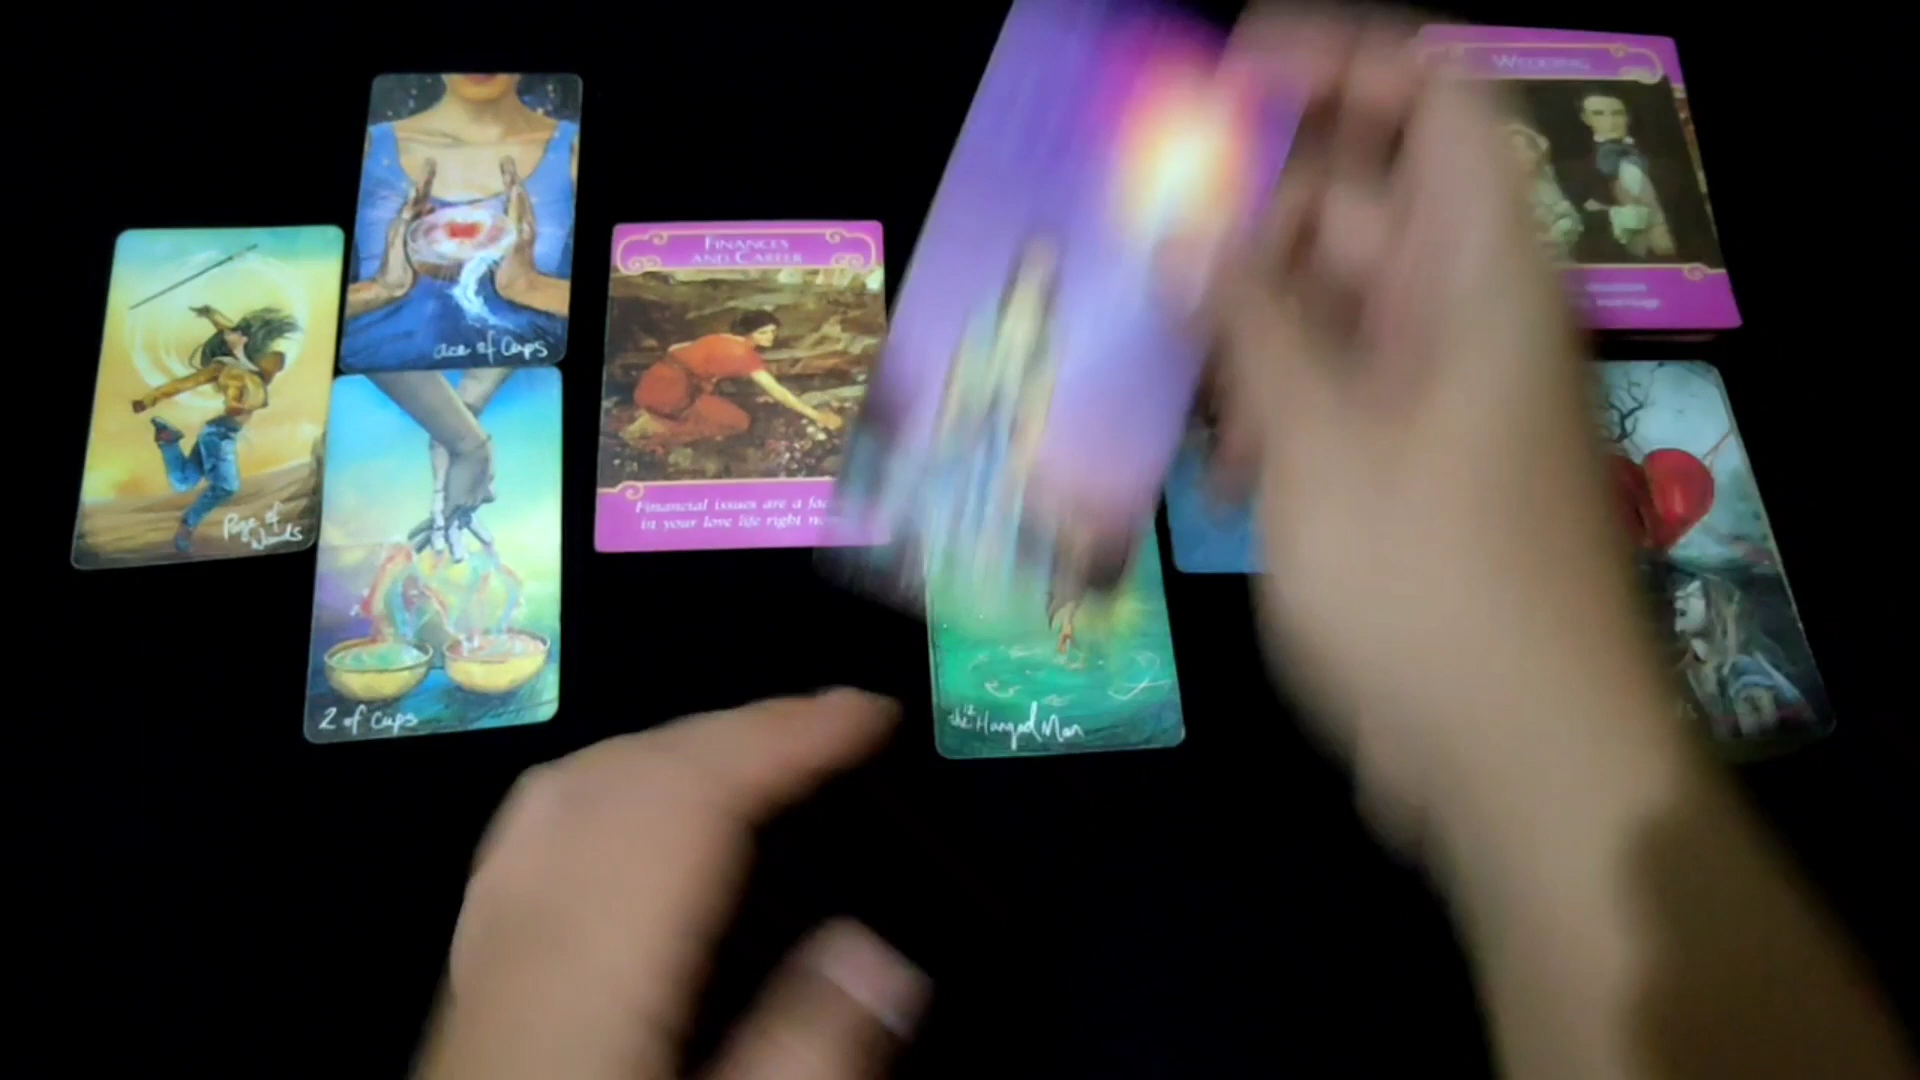 Ace of Cups
Page of
Wands
2 of Cups
Finances
and Career
Financial issues are a
in your love life right
the 12 Hanged Man
Wedding